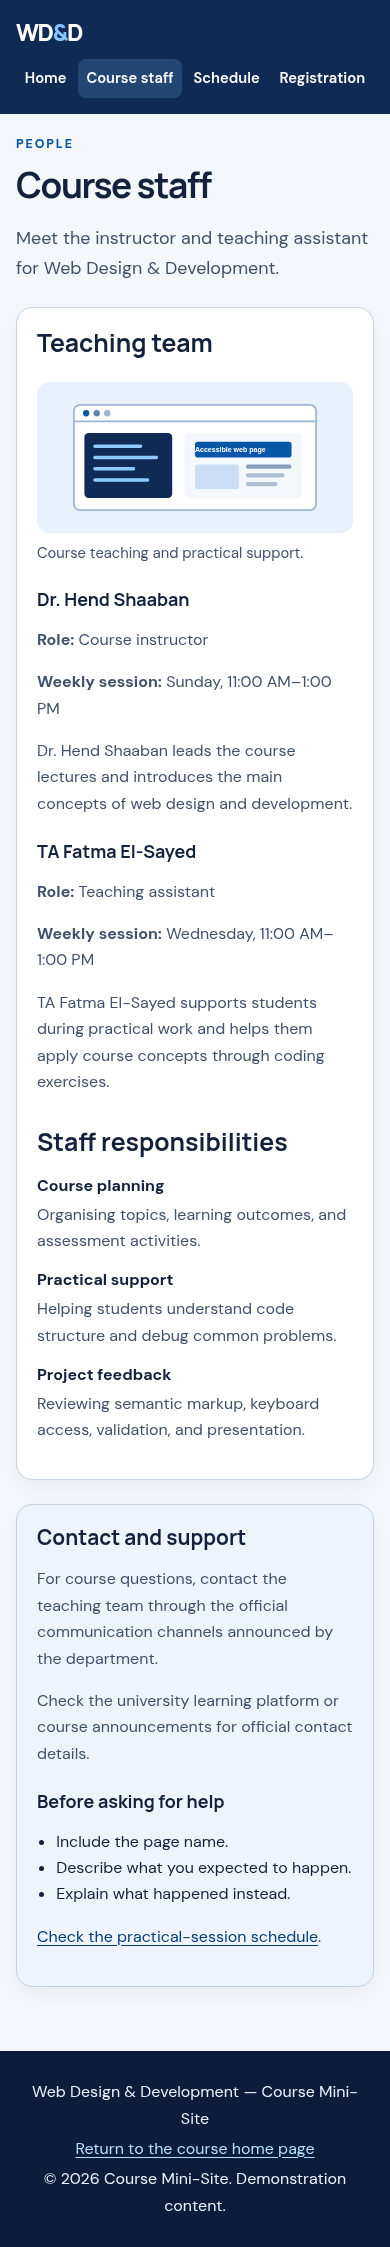 WD&D
Home Course staff Schedule Registration
PEOPLE
Course staff
Meet the instructor and teaching assistant
for Web Design & Development.
Teaching team
Accessible web page
Course teaching and practical support.
Dr. Hend Shaaban
Role: Course instructor
Weekly session: Sunday, 11:00 AM–1:00
PM
Dr. Hend Shaaban leads the course
lectures and introduces the main
concepts of web design and development.
TA Fatma El-Sayed
Role: Teaching assistant
Weekly session: Wednesday, 11:00 AM–
1:00 PM
TA Fatma El-Sayed supports students
during practical work and helps them
apply course concepts through coding
exercises.
Staff responsibilities
Course planning
Organising topics, learning outcomes, and
assessment activities.
Practical support
Helping students understand code
structure and debug common problems.
Project feedback
Reviewing semantic markup, keyboard
access, validation, and presentation.
Contact and support
For course questions, contact the
teaching team through the official
communication channels announced by
the department.
Check the university learning platform or
course announcements for official contact
details.
Before asking for help
• Include the page name.
• Describe what you expected to happen.
• Explain what happened instead.
Check the practical-session schedule.
Web Design & Development — Course Mini-
Site
Return to the course home page
© 2026 Course Mini-Site. Demonstration
content.